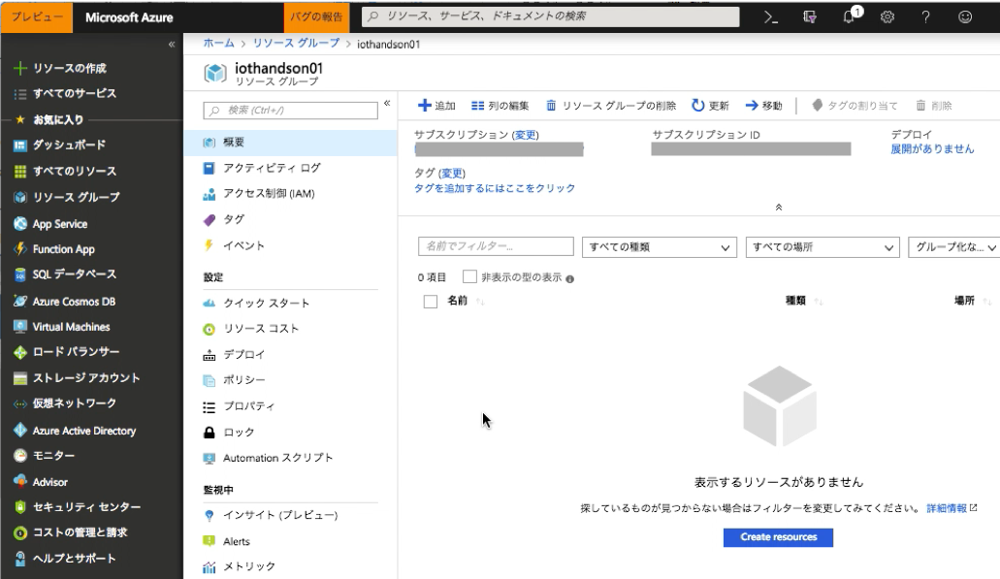 プレビュー
Microsoft Azure
バグの報告
リソース、サービス、ドキュメントの検索
1
リソースの作成
すべてのサービス
お気に入り
ダッシュボード
すべてのリソース
リソース グループ
App Service
Function App
SQL データベース
Azure Cosmos DB
Virtual Machines
ロード バランサー
ストレージ アカウント
仮想ネットワーク
Azure Active Directory
モニター
Advisor
セキュリティ センター
コストの管理と請求
ヘルプとサポート
ホーム > リソース グループ > iothandson01
iothandson01
リソース グループ
検索 (Ctrl+/)
概要
アクティビティ ログ
アクセス制御 (IAM)
タグ
イベント
設定
クイック スタート
リソース コスト
デプロイ
ポリシー
プロパティ
ロック
Automation スクリプト
監視中
インサイト (プレビュー)
Alerts
メトリック
追加 列の編集 リソース グループの削除 更新 移動 タグの割り当て 削除
サブスクリプション (変更)
サブスクリプション ID
デプロイ
展開がありません
タグ (変更)
タグを追加するにはここをクリック
名前でフィルター...
すべての種類
すべての場所
グループ化な...
0 項目 非表示の型の表示
名前 種類 場所
表示するリソースがありません
探しているものが見つからない場合はフィルターを変更してみてください。 詳細情報
Create resources